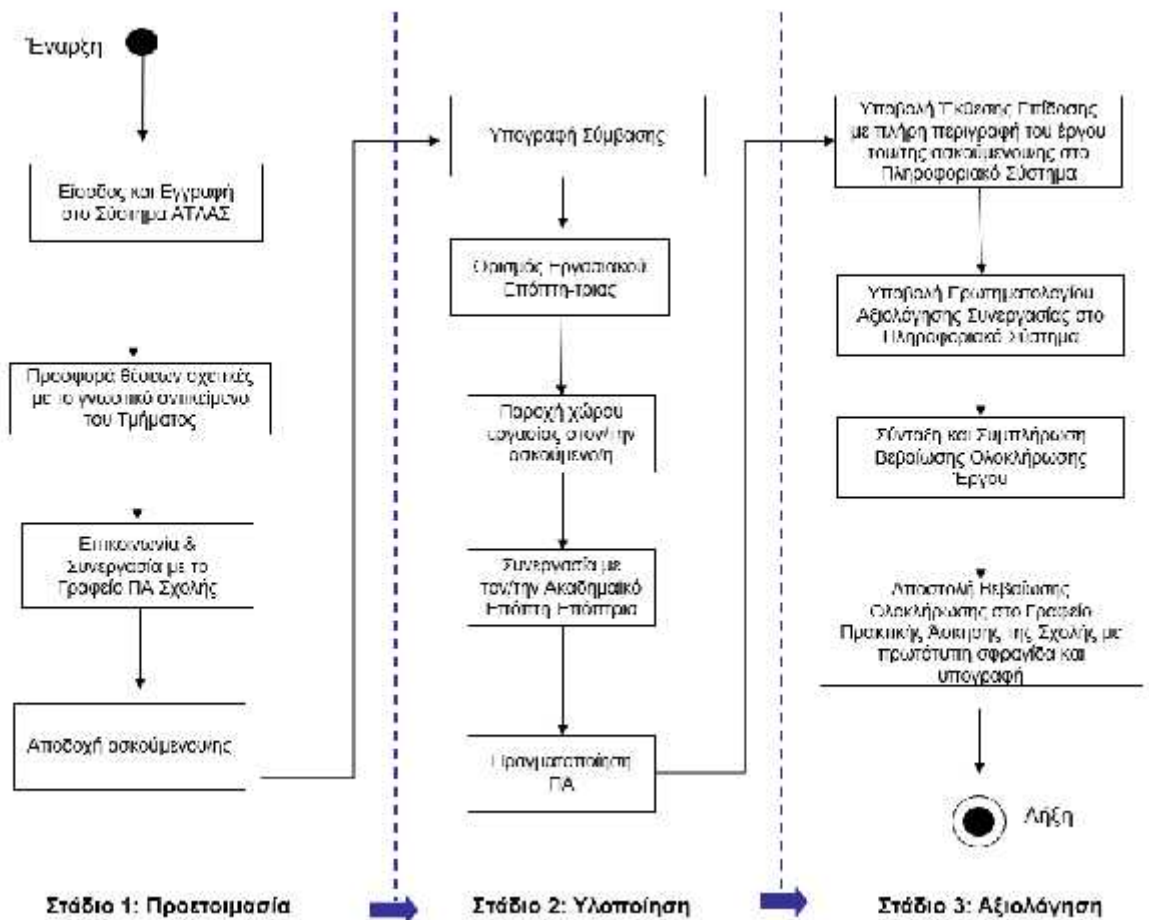 Έναρξη
Είσοδος και Εγγραφή
στο Σύστημα ΑΤΛΑΣ
Προσφορά θέσεων σχετικές
με το γνωστικό αντικείμενο
του Τμήματος
Επικοινωνία &
Συνεργασία με το
Γραφείο ΠΑ Σχολής
Αποδοχή ασκούμενου/ης
Υπογραφή Σύμβασης
Ορισμός Εργασιακού
Επόπτη-τριας
Παροχή χώρου
εργασίας στον/την
ασκούμενο/η
Συνεργασία με
τον/την Ακαδημαϊκό
Επόπτη Επόπτρια
Πραγματοποίηση
ΠΑ
Υποβολή Έκθεσης Επίδοσης
με πλήρη περιγραφή του έργου
του/της ασκούμενου/ης στο
Πληροφοριακό Σύστημα
Υποβολή Ερωτηματολογίου
Αξιολόγησης Συνεργασίας στο
Πληροφοριακό Σύστημα
Σύνταξη και Συμπλήρωση
Βεβαίωσης Ολοκλήρωσης
Έργου
Αποστολή Βεβαίωσης
Ολοκλήρωσης στο Γραφείο
Πρακτικής Άσκησης της Σχολής με
πρωτότυπη σφραγίδα και
υπογραφή
Λήξη
Στάδιο 1: Προετοιμασία
Στάδιο 2: Υλοποίηση
Στάδιο 3: Αξιολόγηση